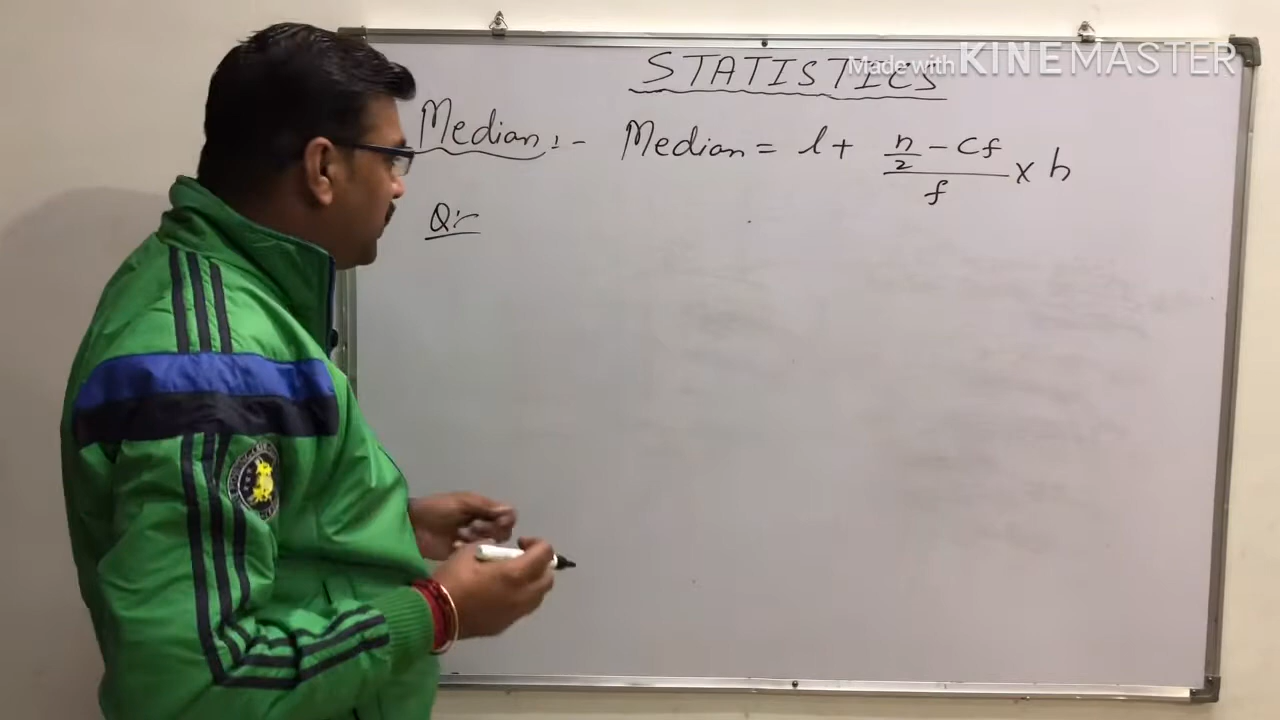 STATISTICS
Made with KINEMASTER
Median :- Median = l + (n/2 - cf)/f × h
Q:-